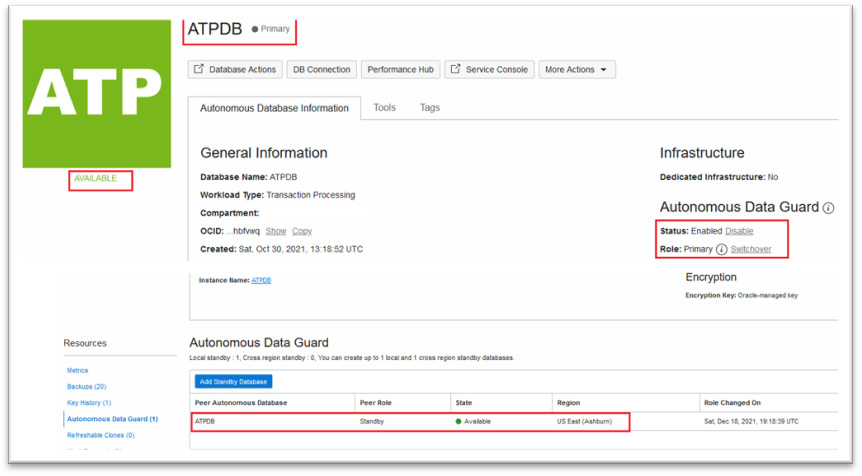 ATPDB Primary
ATP
Database Actions DB Connection Performance Hub Service Console More Actions
Autonomous Database Information Tools Tags
General Information
Database Name: ATPDB
Workload Type: Transaction Processing
Compartment:
OCID: ...hbfvwq Show Copy
Created: Sat, Oct 30, 2021, 13:18:52 UTC
AVAILABLE
Infrastructure
Dedicated Infrastructure: No
Autonomous Data Guard i
Status: Enabled Disable
Role: Primary i Switchover
Instance Name: ATPDB
Encryption
Encryption Key: Oracle-managed key
Resources
Metrics
Backups (20)
Key History (1)
Autonomous Data Guard (1)
Refreshable Clones (0)
Autonomous Data Guard
Local standby : 1, Cross region standby : 0, You can create up to 1 local and 1 cross region standby databases.
Add Standby Database
Peer Autonomous Database Peer Role State Region Role Changed On
ATPDB Standby Available US East (Ashburn) Sat, Dec 18, 2021, 19:18:39 UTC